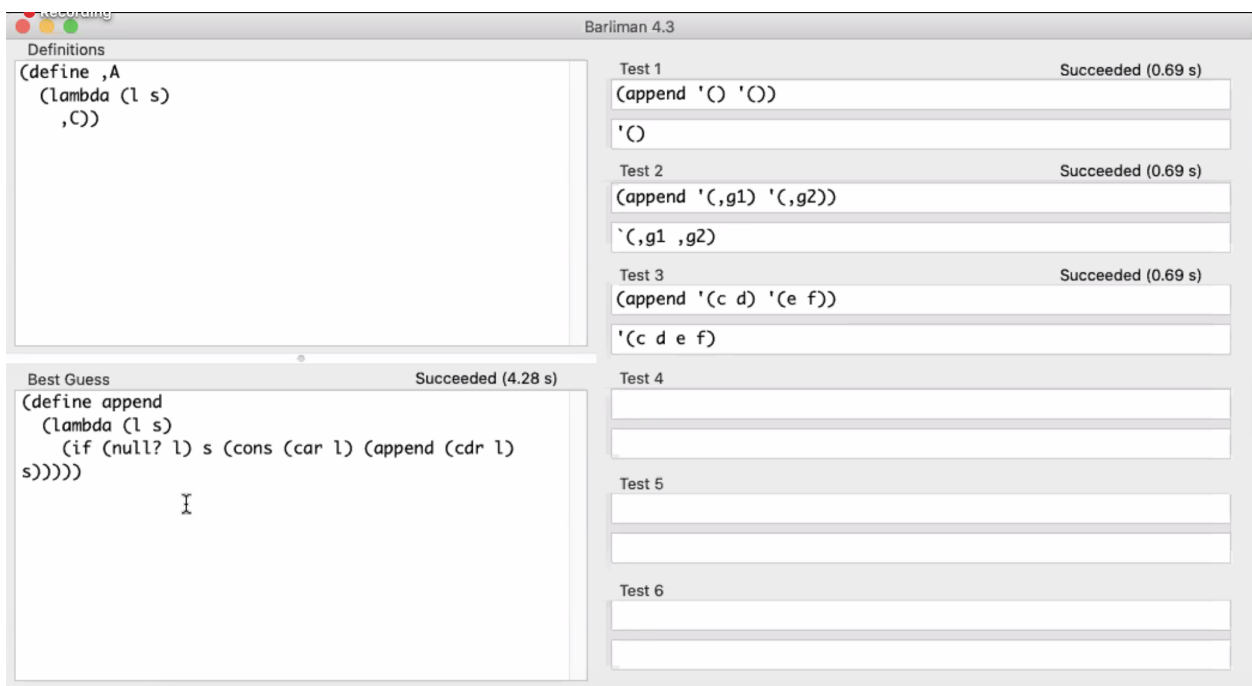 Recording
Barliman 4.3
Definitions
(define ,A
(lambda (l s)
,C))
Best Guess Succeeded (4.28 s)
(define append
(lambda (l s)
(if (null? l) s (cons (car l) (append (cdr l)
s)))))
Test 1 Succeeded (0.69 s)
(append '() '())
'()
Test 2 Succeeded (0.69 s)
(append '(,g1) '(,g2))
`(,g1 ,g2)
Test 3 Succeeded (0.69 s)
(append '(c d) '(e f))
'(c d e f)
Test 4
Test 5
Test 6